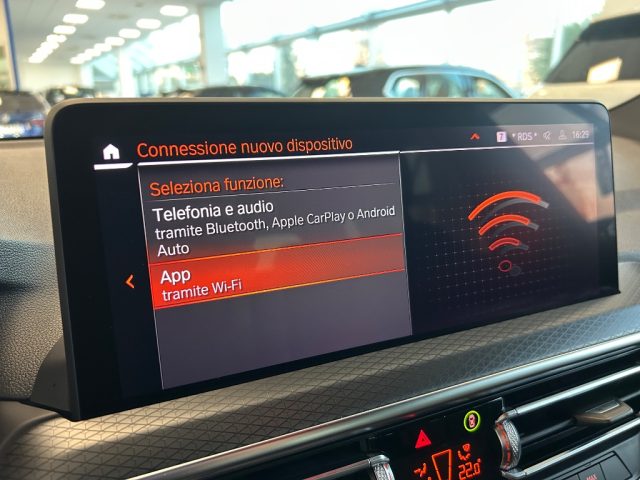 Connessione nuovo dispositivo
7 * RDS * 16:29
Seleziona funzione:
Telefonia e audio
tramite Bluetooth, Apple CarPlay o Android
Auto
App
tramite Wi-Fi
22.0